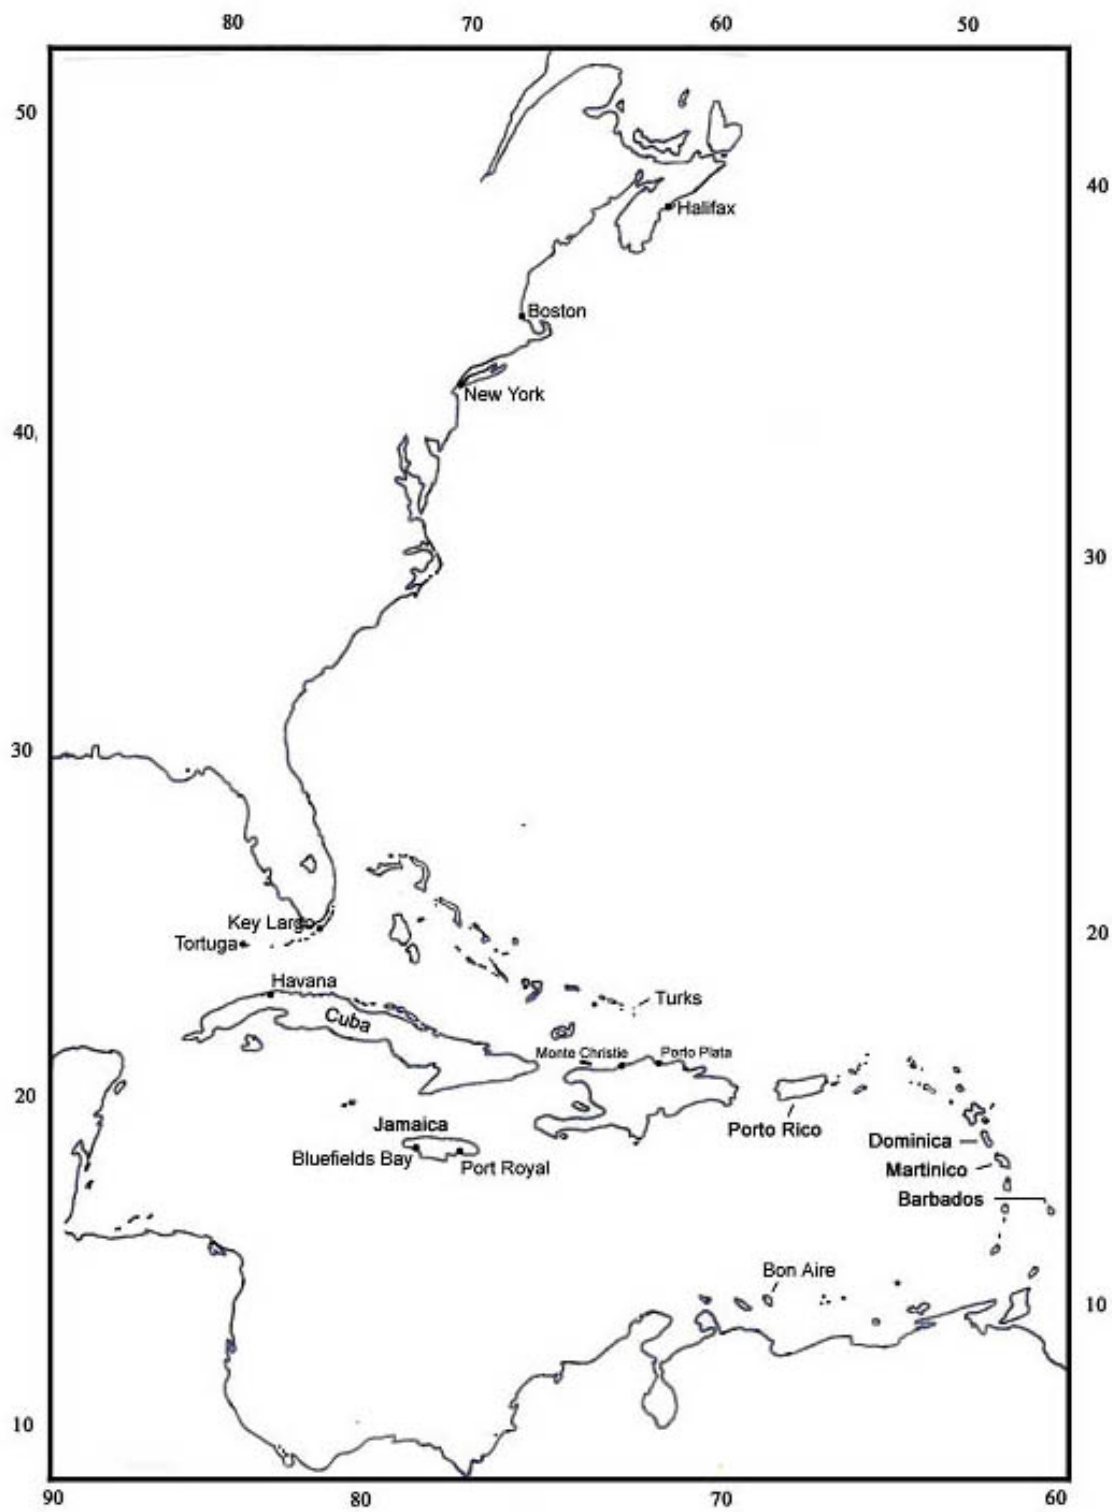 80 70 60 50
50
40
Halifax
Boston
New York
40,
30
30
Key Largo
Tortuga
20
Havana
Turks
Cuba
Monte Christie
Porto Plata
20
Jamaica
Porto Rico
Dominica
Bluefields Bay
Port Royal
Martinico
Barbados
Bon Aire
10
10
90 80 70 60